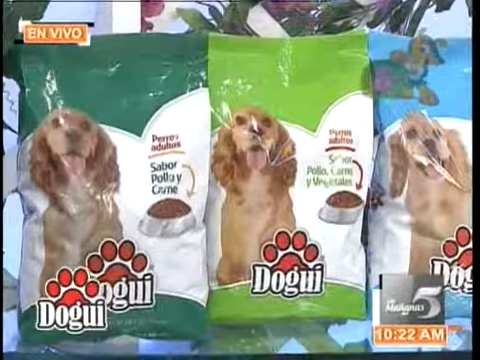 EN VIVO
Perros
adultos
Sabor
Pollo y
Carne
Dogui
Dogui
Perros
adultos
Sabor
Pollo, Carne
y Vegetales
Dogui
Dogui
Mañanas 5
10:22 AM